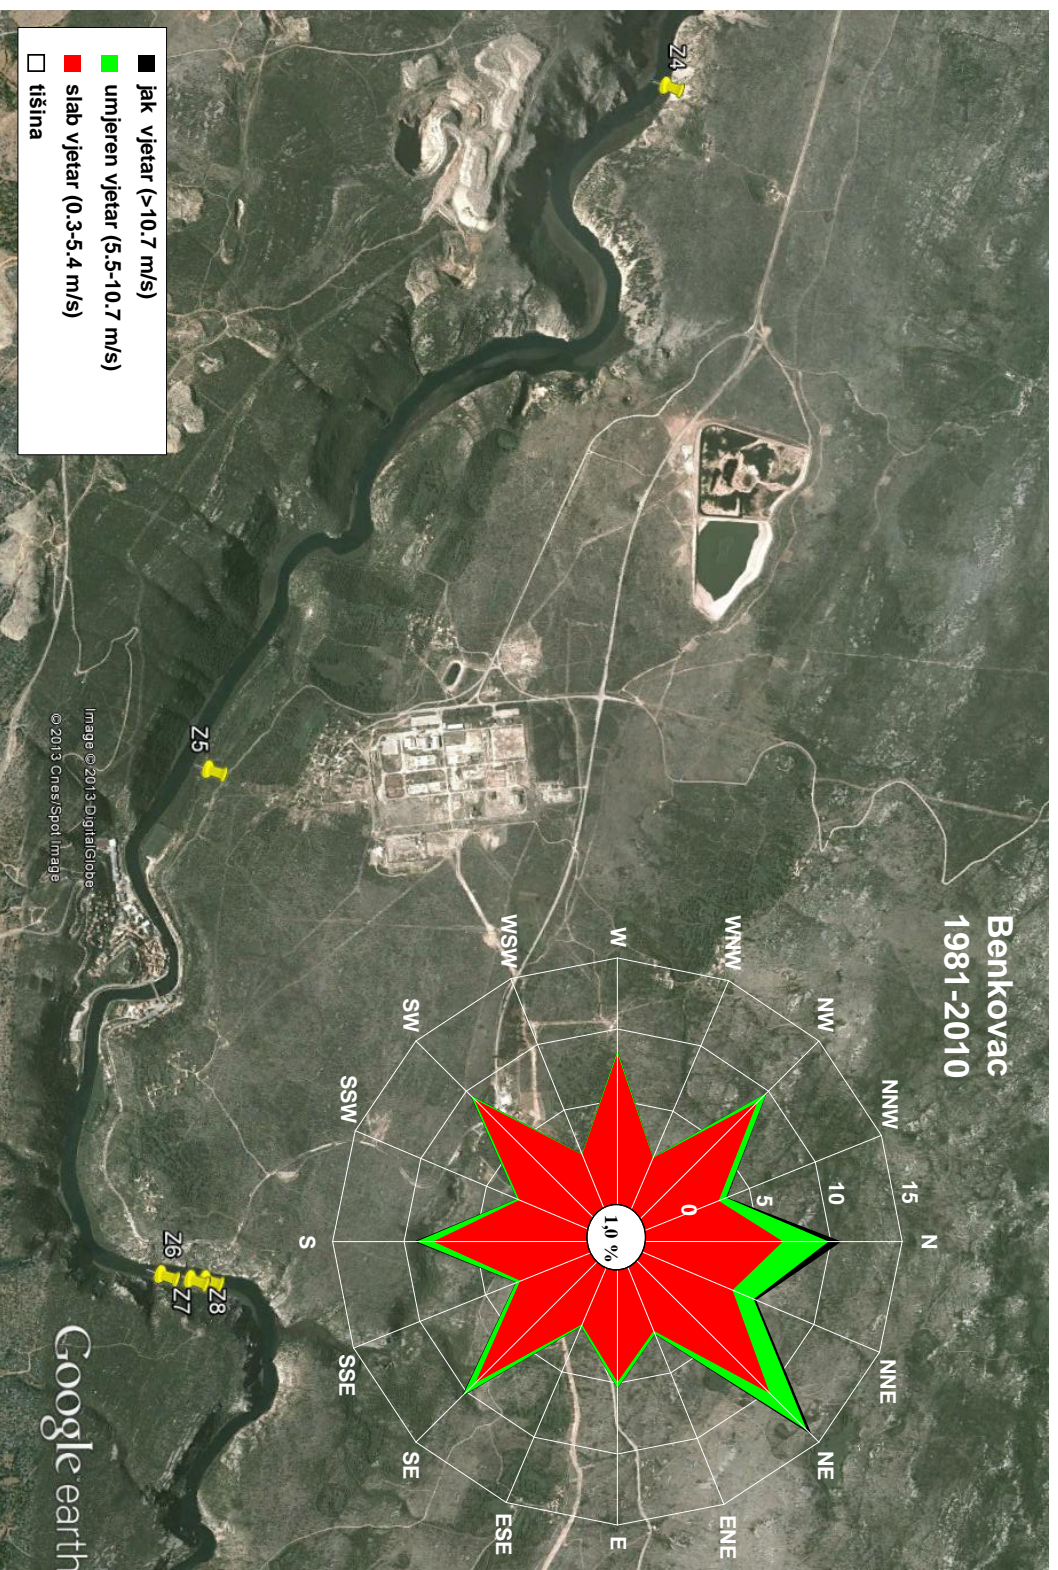 Benkovac
1981-2010
N
NNE
NE
ENE
E
ESE
SE
SSE
S
SSW
SW
WSW
W
WNW
NW
NNW
15
10
5
0
1,0 %
Z4
Z5
Z6
Z7
Z8
jak vjetar (>10.7 m/s)
umjeren vjetar (5.5-10.7 m/s)
slab vjetar (0.3-5.4 m/s)
tišina
Image © 2013 DigitalGlobe
© 2013 Cnes/Spot Image
Google earth